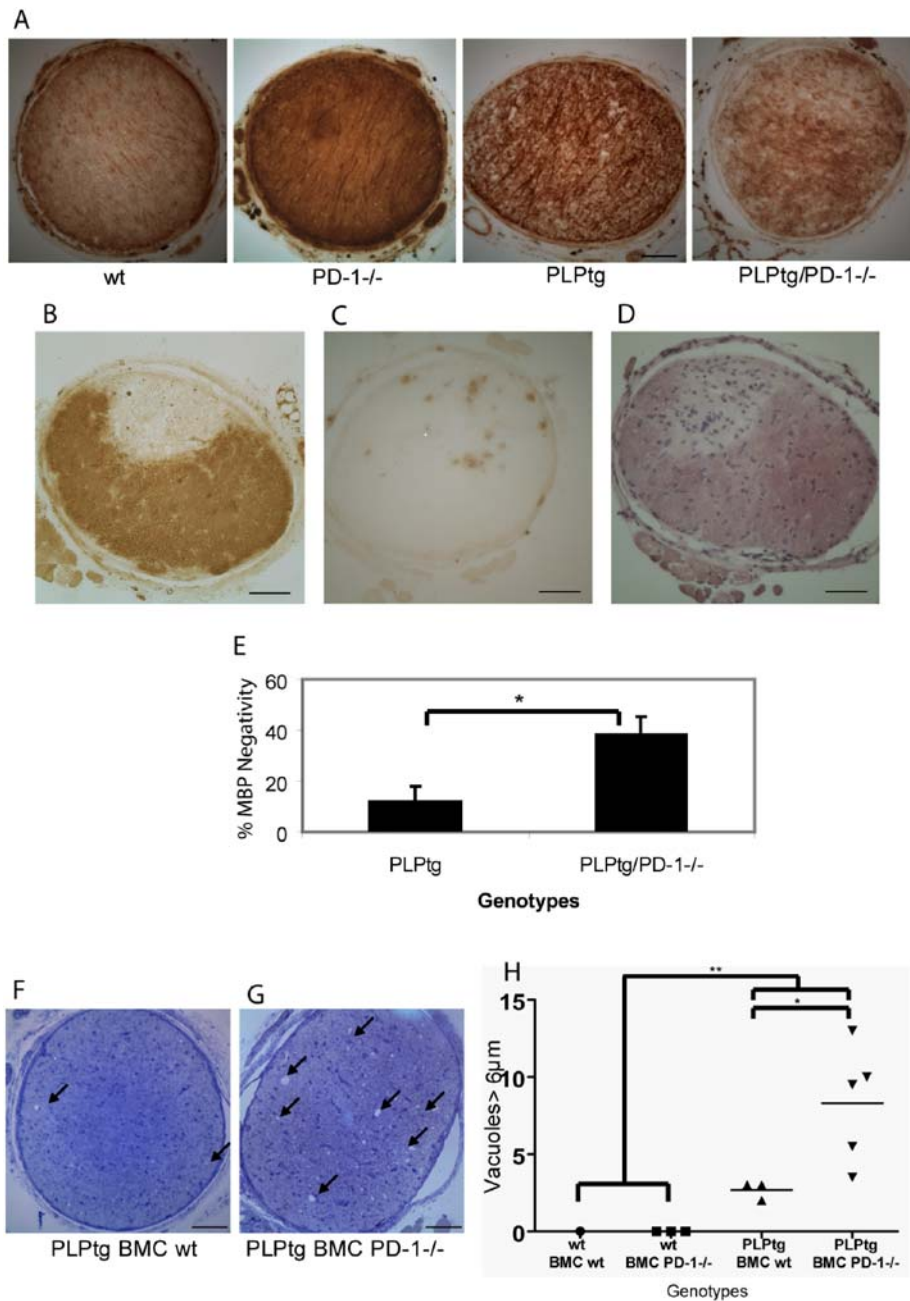 A
wt
PD-1-/-
PLPtg
PLPtg/PD-1-/-
B
C
D
E
% MBP Negativity
60
40
20
0
*
PLPtg
PLPtg/PD-1-/-
Genotypes
F
G
PLPtg BMC wt
PLPtg BMC PD-1-/-
H
Vacuoles> 6µm
15
10
5
0
**
*
wt
BMC wt
wt
BMC PD-1-/-
PLPtg
BMC wt
PLPtg
BMC PD-1-/-
Genotypes